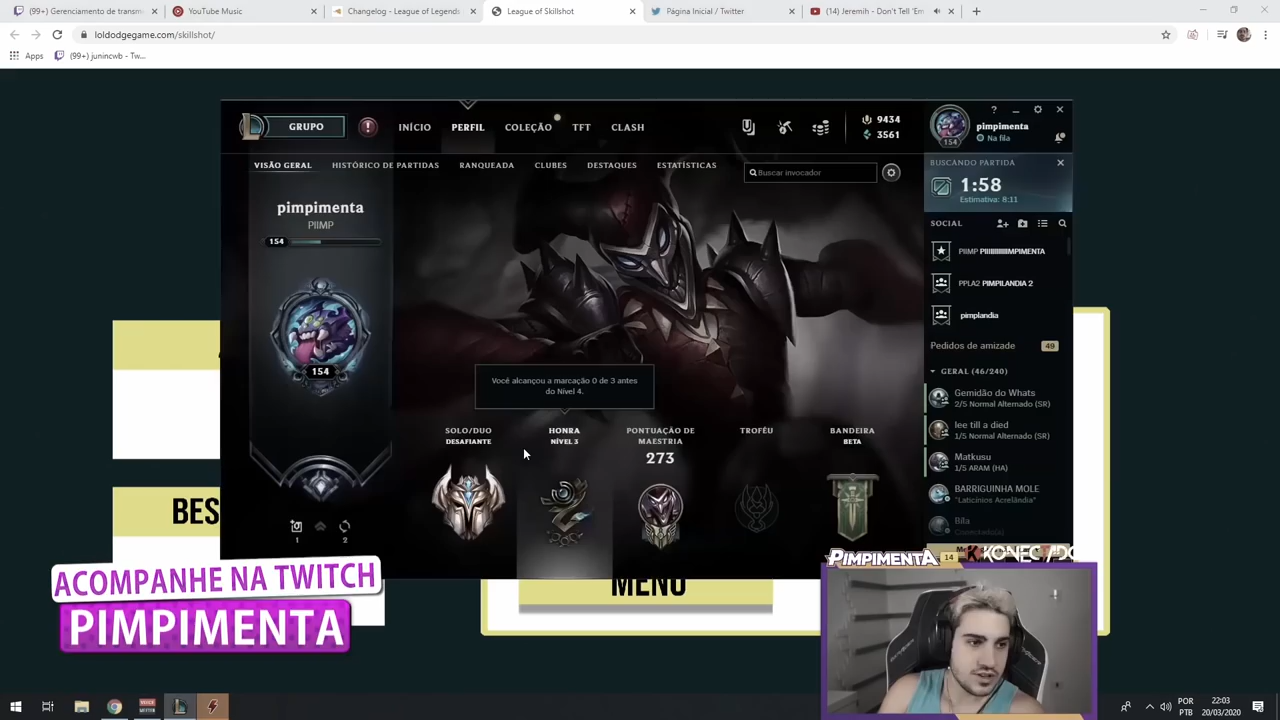 (99+) Gerenciamento de transmi
YouTube Music
Changelog - League of Legends
League of Skillshot
Página Inicial / Twitter
(14) Jeremih - Don't Tell 'Em
loldodgegame.com/skillshot/
Apps
(99+) junincwb - Tw...
GRUPO
INÍCIO
PERFIL
COLEÇÃO
TFT
CLASH
9434
3561
154
pimpimenta
Na fila
VISÃO GERAL
HISTÓRICO DE PARTIDAS
RANQUEADA
CLUBES
DESTAQUES
ESTATÍSTICAS
Buscar invocador
BUSCANDO PARTIDA
1:58
Estimativa: 8:11
pimpimenta
PIIMP
154
154
SOCIAL
PIIMP PIIIIIIIIIIIMPIMENTA
PPLA2 PIMPILANDIA 2
pimplandia
Pedidos de amizade 49
GERAL (46/240)
Gemidão do Whats
2/5 Normal Alternado (SR)
lee till a died
1/5 Normal Alternado (SR)
Matkusu
1/5 ARAM (HA)
BARRIGUINHA MOLE
"Laticínios Acrelândia"
Bila
Você alcançou a marcação 0 de 3 antes
do Nível 4.
SOLO/DUO
DESAFIANTE
HONRA
NÍVEL 3
PONTUAÇÃO DE
MAESTRIA
273
TROFÉU
BANDEIRA
BETA
1
2
BES
MENU
ACOMPANHE NA TWITCH
PIMPIMENTA
PIMPIMENTA
14
POR
PTB
22:03
20/03/2020